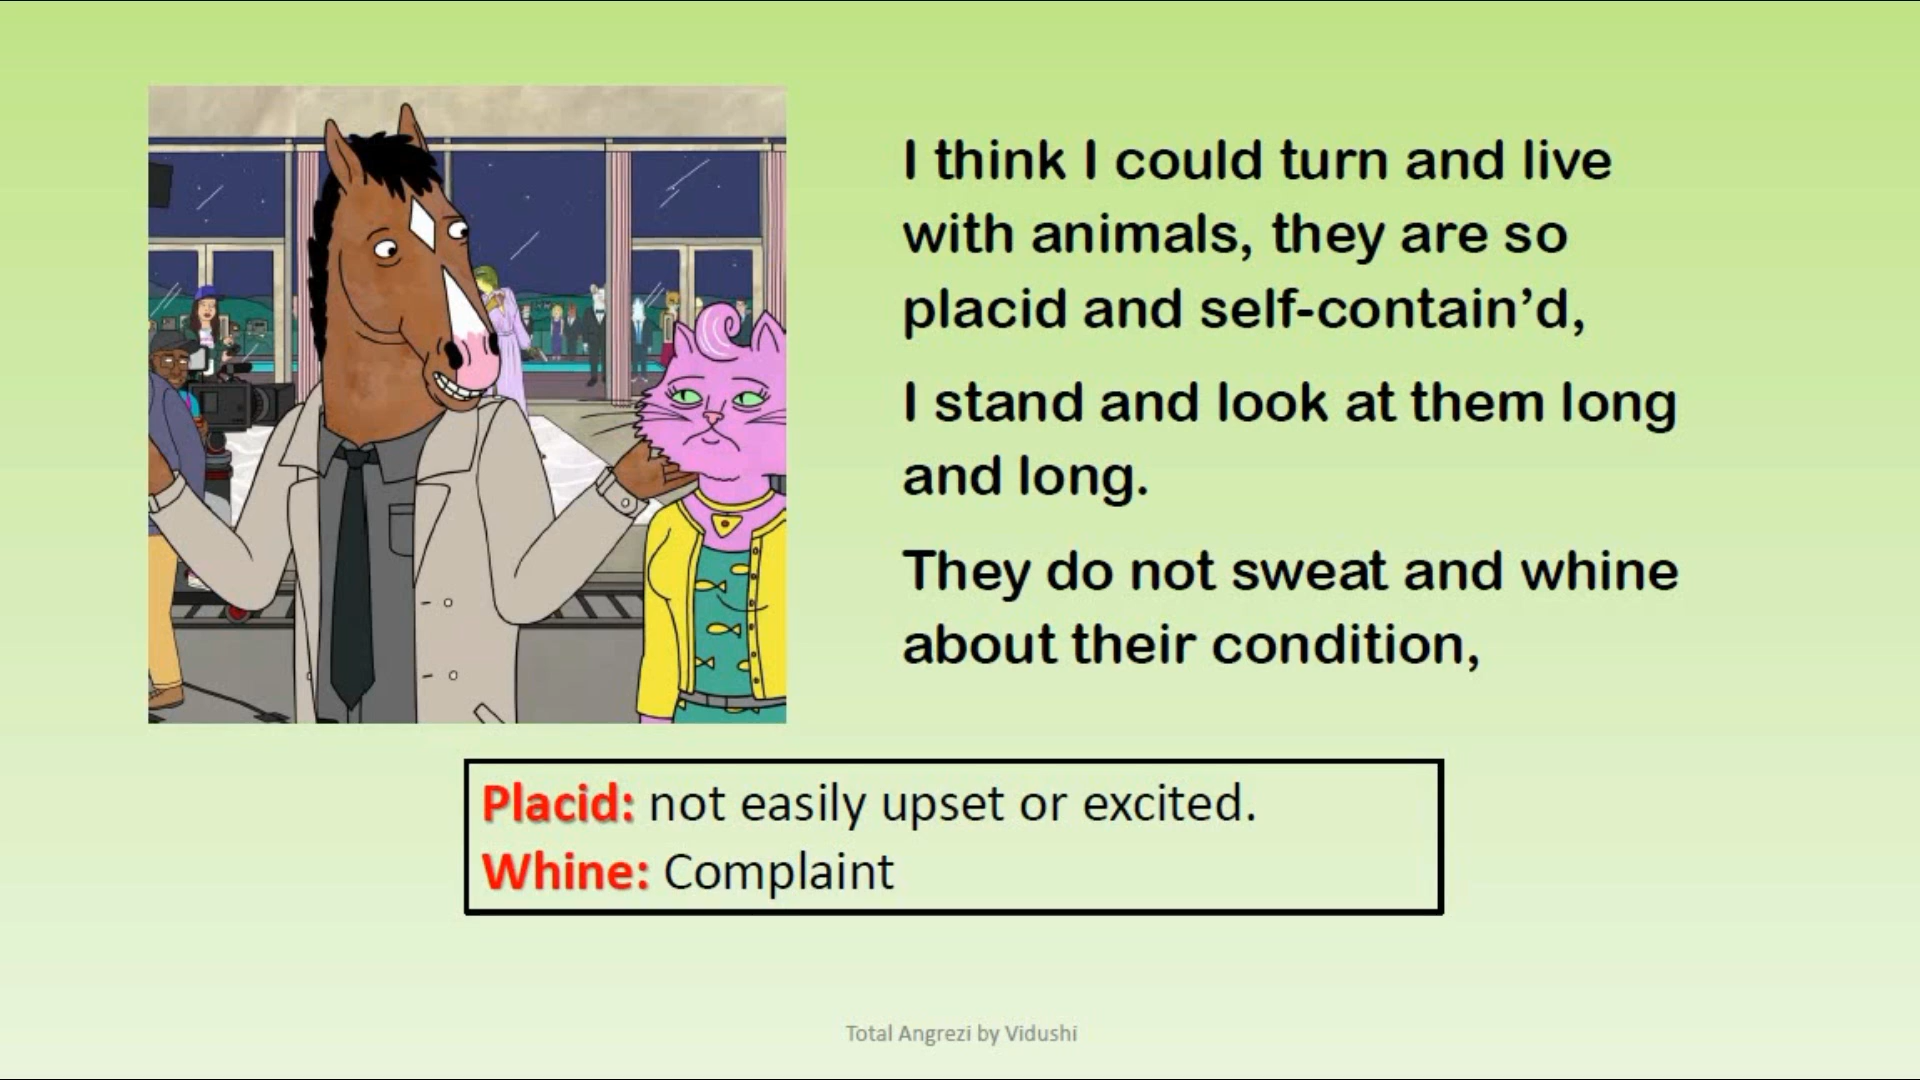 I think I could turn and live
with animals, they are so
placid and self-contain’d,
I stand and look at them long
and long.
They do not sweat and whine
about their condition,
Placid: not easily upset or excited.
Whine: Complaint
Total Angrezi by Vidushi